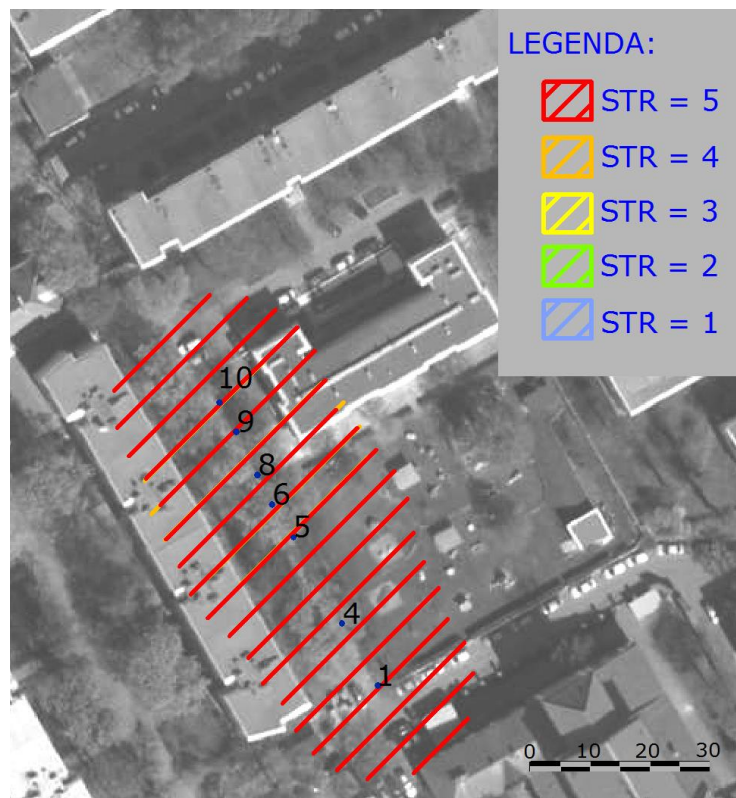 LEGENDA:
STR = 5
STR = 4
STR = 3
STR = 2
STR = 1
10
9
8
6
5
4
1
0 10 20 30